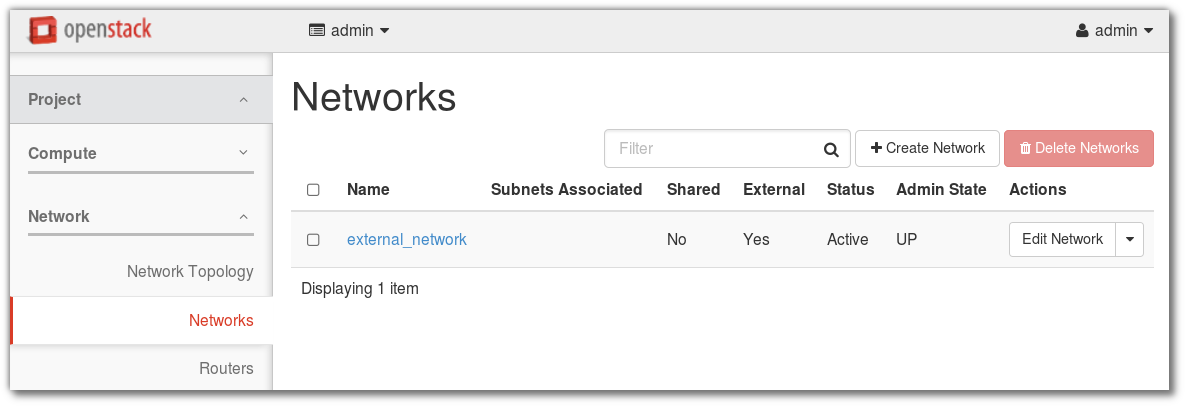 openstack admin admin
Project
Compute
Network
Network Topology
Networks
Routers
Networks
Filter Create Network Delete Networks
Name Subnets Associated Shared External Status Admin State Actions
external_network No Yes Active UP Edit Network
Displaying 1 item